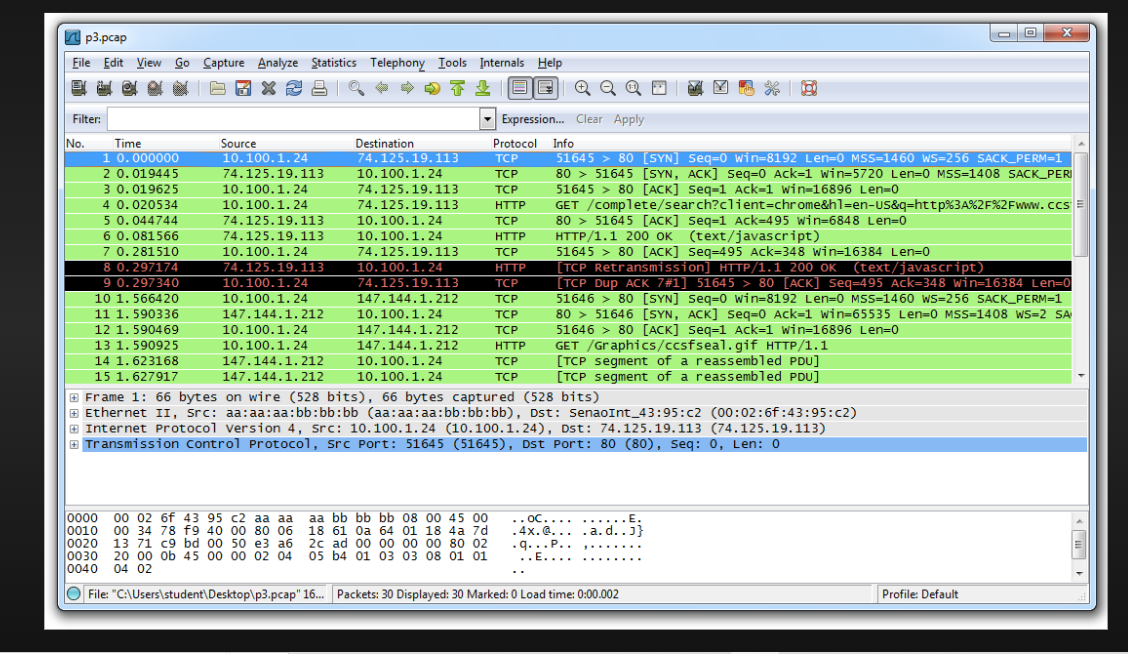 p3.pcap
File Edit View Go Capture Analyze Statistics Telephony Tools Internals Help
Filter: Expression... Clear Apply
No. Time Source Destination Protocol Info
1 0.000000 10.100.1.24 74.125.19.113 TCP 51645 > 80 [SYN] Seq=0 Win=8192 Len=0 MSS=1460 WS=256 SACK_PERM=1
2 0.019445 74.125.19.113 10.100.1.24 TCP 80 > 51645 [SYN, ACK] Seq=0 Ack=1 Win=5720 Len=0 MSS=1408 SACK_PER
3 0.019625 10.100.1.24 74.125.19.113 TCP 51645 > 80 [ACK] Seq=1 Ack=1 Win=16896 Len=0
4 0.020534 10.100.1.24 74.125.19.113 HTTP GET /complete/search?client=chrome&hl=en-US&q=http%3A%2F%2Fwww.ccs
5 0.044744 74.125.19.113 10.100.1.24 TCP 80 > 51645 [ACK] Seq=1 Ack=495 Win=6848 Len=0
6 0.081566 74.125.19.113 10.100.1.24 HTTP HTTP/1.1 200 OK (text/javascript)
7 0.281510 10.100.1.24 74.125.19.113 TCP 51645 > 80 [ACK] Seq=495 Ack=348 Win=16384 Len=0
8 0.297174 74.125.19.113 10.100.1.24 HTTP [TCP Retransmission] HTTP/1.1 200 OK (text/javascript)
9 0.297340 10.100.1.24 74.125.19.113 TCP [TCP Dup ACK 7#1] 51645 > 80 [ACK] Seq=495 Ack=348 Win=16384 Len=0
10 1.566420 10.100.1.24 147.144.1.212 TCP 51646 > 80 [SYN] Seq=0 Win=8192 Len=0 MSS=1460 WS=256 SACK_PERM=1
11 1.590336 147.144.1.212 10.100.1.24 TCP 80 > 51646 [SYN, ACK] Seq=0 Ack=1 Win=65535 Len=0 MSS=1408 WS=2 SA
12 1.590469 10.100.1.24 147.144.1.212 TCP 51646 > 80 [ACK] Seq=1 Ack=1 Win=16896 Len=0
13 1.590925 10.100.1.24 147.144.1.212 HTTP GET /Graphics/ccsfseal.gif HTTP/1.1
14 1.623168 147.144.1.212 10.100.1.24 TCP [TCP segment of a reassembled PDU]
15 1.627917 147.144.1.212 10.100.1.24 TCP [TCP segment of a reassembled PDU]
Frame 1: 66 bytes on wire (528 bits), 66 bytes captured (528 bits)
Ethernet II, Src: aa:aa:aa:bb:bb:bb (aa:aa:aa:bb:bb:bb), Dst: SenaoInt_43:95:c2 (00:02:6f:43:95:c2)
Internet Protocol Version 4, Src: 10.100.1.24 (10.100.1.24), Dst: 74.125.19.113 (74.125.19.113)
Transmission Control Protocol, Src Port: 51645 (51645), Dst Port: 80 (80), Seq: 0, Len: 0
0000 00 02 6f 43 95 c2 aa aa aa bb bb bb 08 00 45 00 ..oC.... ......E.
0010 00 34 78 f9 40 00 80 06 18 61 0a 64 01 18 4a 7d .4x.@... .a.d..J}
0020 13 71 c9 bd 00 50 e3 a6 2c ad 00 00 00 00 80 02 .q...P.. ,.......
0030 20 00 0b 45 00 00 02 04 05 b4 01 03 03 08 01 01 ..E.... ........
0040 04 02 ..
File: "C:\Users\student\Desktop\p3.pcap" 16... Packets: 30 Displayed: 30 Marked: 0 Load time: 0:00.002 Profile: Default